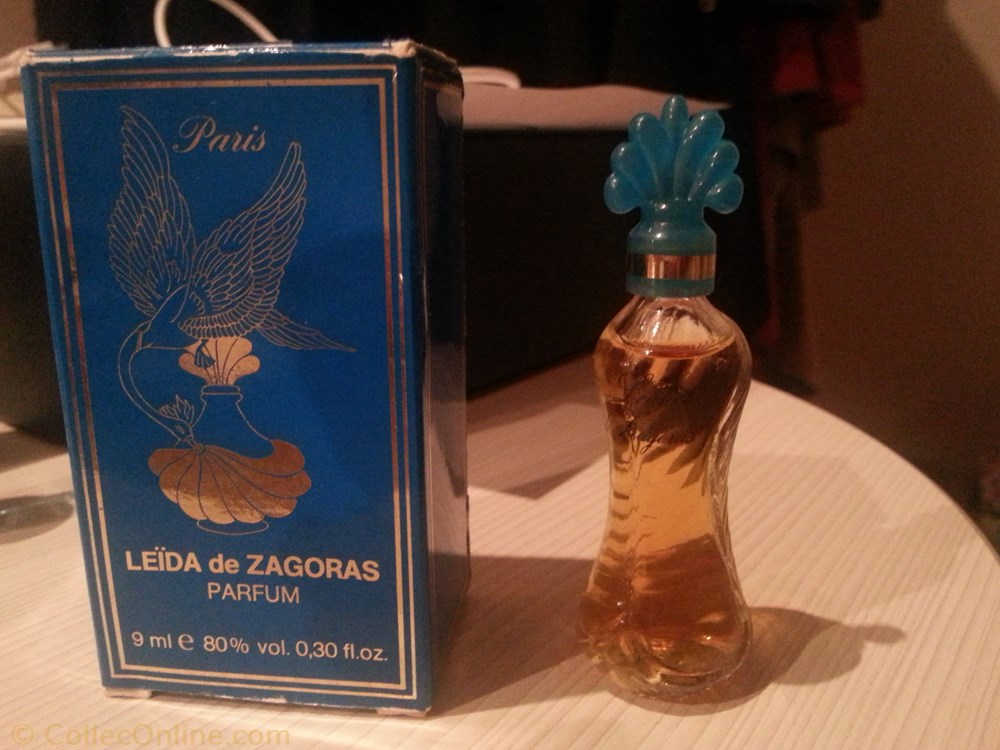 Paris
LEÏDA de ZAGORAS
PARFUM
9 ml e 80% vol. 0,30 fl.oz.
© CollecOnline.com